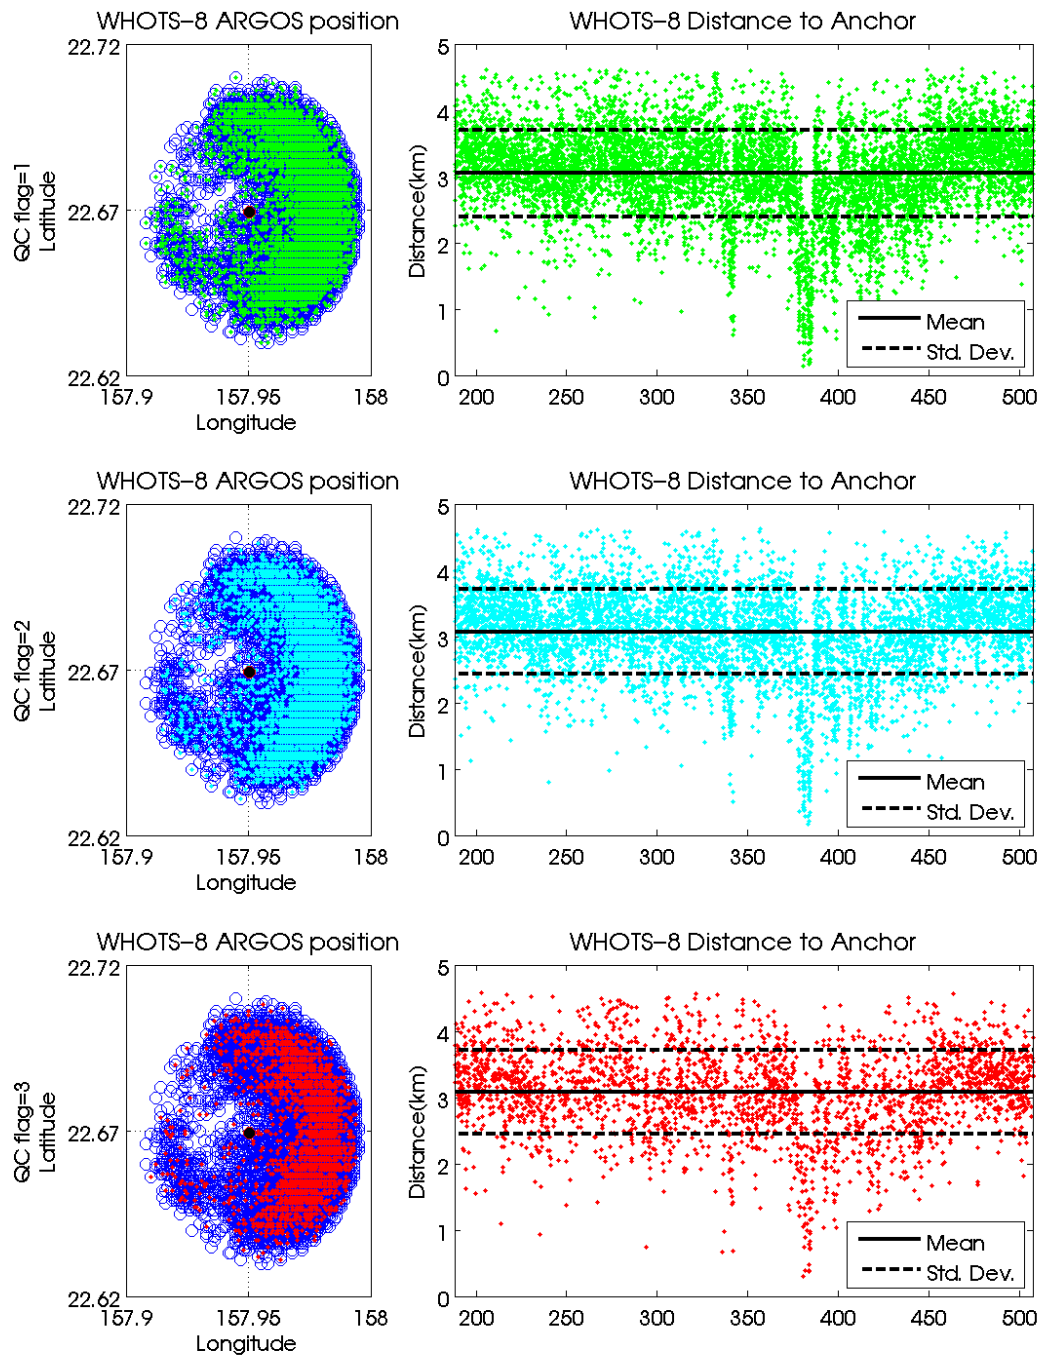 WHOTS-8 ARGOS position
WHOTS-8 Distance to Anchor
QC flag=1
Latitude
22.72
22.67
22.62
157.9 157.95 158
Longitude
Distance(km)
5
4
3
2
1
0
200 250 300 350 400 450 500
Mean
Std. Dev.
WHOTS-8 ARGOS position
WHOTS-8 Distance to Anchor
QC flag=2
Latitude
22.72
22.67
22.62
157.9 157.95 158
Longitude
Distance(km)
5
4
3
2
1
0
200 250 300 350 400 450 500
Mean
Std. Dev.
WHOTS-8 ARGOS position
WHOTS-8 Distance to Anchor
QC flag=3
Latitude
22.72
22.67
22.62
157.9 157.95 158
Longitude
Distance(km)
5
4
3
2
1
0
200 250 300 350 400 450 500
Mean
Std. Dev.